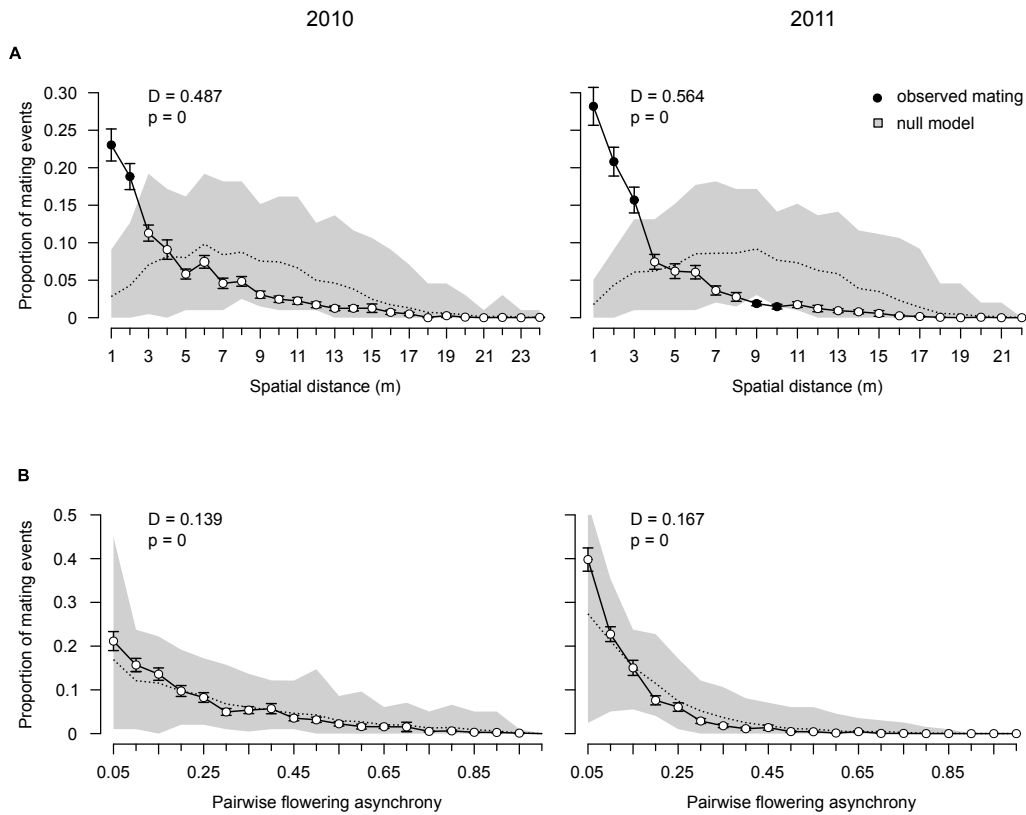 2010
2011
A
D = 0.487
p = 0
D = 0.564
p = 0
observed mating
null model
Proportion of mating events
0.30
0.25
0.20
0.15
0.10
0.05
0
1 3 5 7 9 11 13 15 17 19 21 23
1 3 5 7 9 11 13 15 17 19 21
Spatial distance (m)
Spatial distance (m)
B
D = 0.139
p = 0
D = 0.167
p = 0
Proportion of mating events
0.5
0.4
0.3
0.2
0.1
0
0.05 0.25 0.45 0.65 0.85
0.05 0.25 0.45 0.65 0.85
Pairwise flowering asynchrony
Pairwise flowering asynchrony